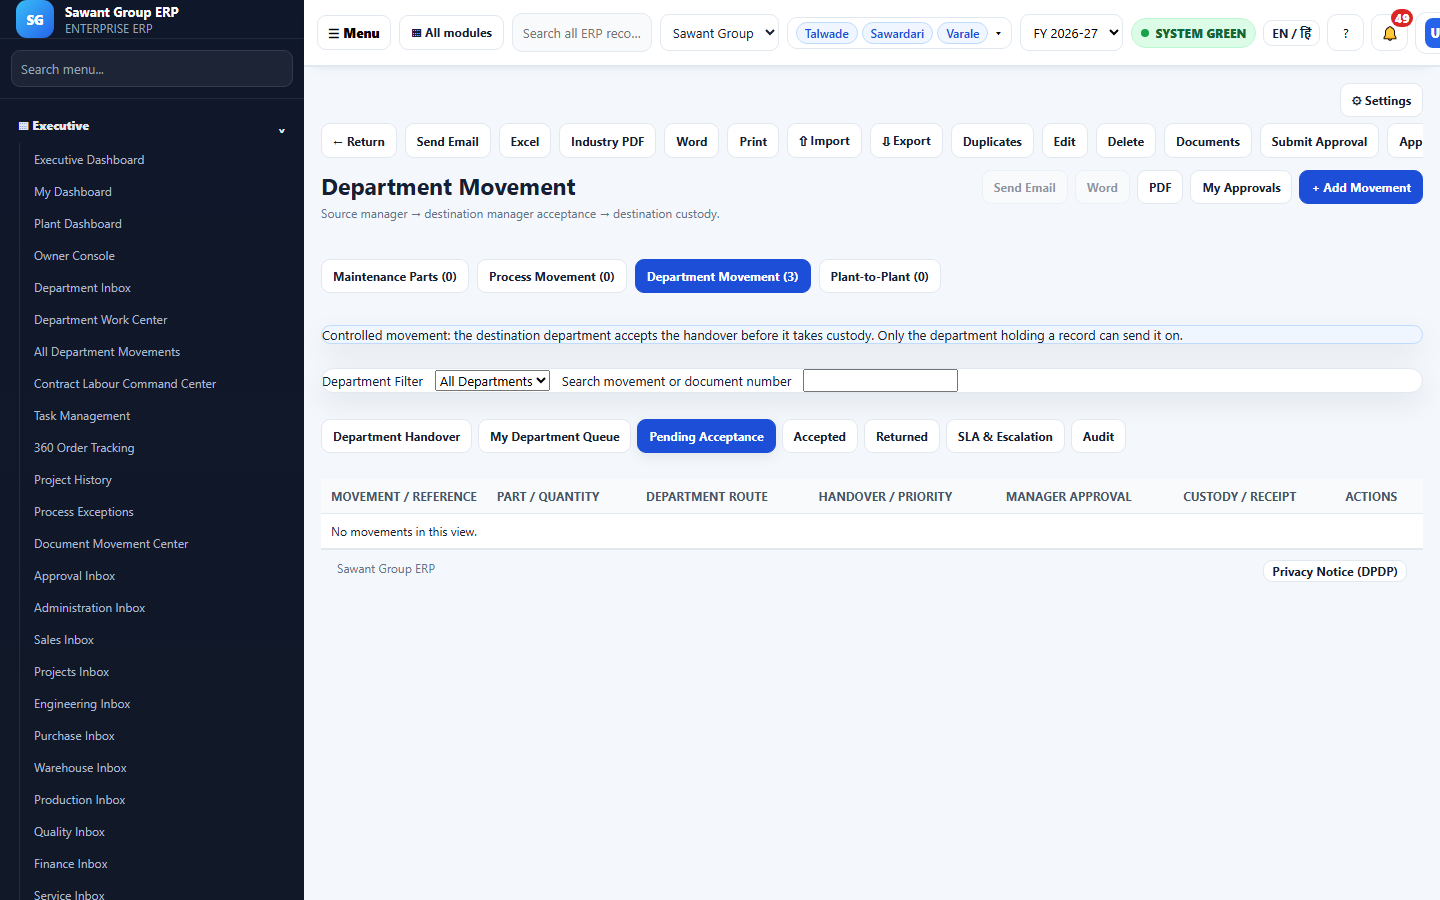 SG
Sawant Group ERP
ENTERPRISE ERP
Search menu...
Executive
Executive Dashboard
My Dashboard
Plant Dashboard
Owner Console
Department Inbox
Department Work Center
All Department Movements
Contract Labour Command Center
Task Management
360 Order Tracking
Project History
Process Exceptions
Document Movement Center
Approval Inbox
Administration Inbox
Sales Inbox
Projects Inbox
Engineering Inbox
Purchase Inbox
Warehouse Inbox
Production Inbox
Quality Inbox
Finance Inbox
Service Inbox
☰ Menu
All modules
Search all ERP reco...
Sawant Group
Talwade
Sawardari
Varale
FY 2026-27
SYSTEM GREEN
EN / हिं
?
49
U
⚙ Settings
← Return
Send Email
Excel
Industry PDF
Word
Print
⇧ Import
⇩ Export
Duplicates
Edit
Delete
Documents
Submit Approval
App
Department Movement
Send Email
Word
PDF
My Approvals
+ Add Movement
Source manager → destination manager acceptance → destination custody.
Maintenance Parts (0)
Process Movement (0)
Department Movement (3)
Plant-to-Plant (0)
Controlled movement: the destination department accepts the handover before it takes custody. Only the department holding a record can send it on.
Department Filter
All Departments
Search movement or document number
Department Handover
My Department Queue
Pending Acceptance
Accepted
Returned
SLA & Escalation
Audit
MOVEMENT / REFERENCE
PART / QUANTITY
DEPARTMENT ROUTE
HANDOVER / PRIORITY
MANAGER APPROVAL
CUSTODY / RECEIPT
ACTIONS
No movements in this view.
Sawant Group ERP
Privacy Notice (DPDP)